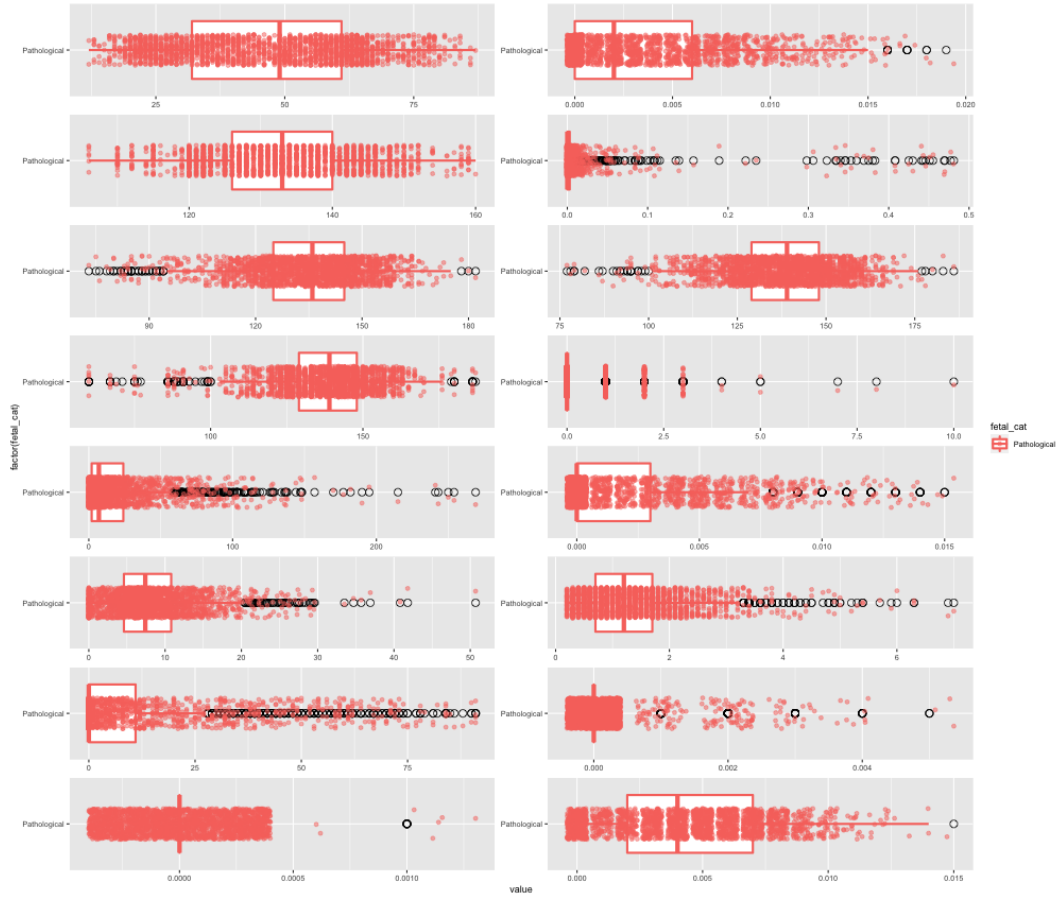 Pathological
25 50 75
Pathological
0.000 0.005 0.010 0.015 0.020
Pathological
120 140 160
Pathological
0.0 0.1 0.2 0.3 0.4 0.5
Pathological
90 120 150 180
Pathological
75 100 125 150 175
Pathological
100 150
Pathological
0.0 2.5 5.0 7.5 10.0
Pathological
0 100 200
Pathological
0.000 0.005 0.010 0.015
Pathological
0 10 20 30 40 50
Pathological
0 2 4 6
Pathological
0 25 50 75
Pathological
0.000 0.002 0.004
Pathological
0.0000 0.0005 0.0010
Pathological
0.000 0.005 0.010 0.015
factor(fetal_cat)
value
fetal_cat
Pathological